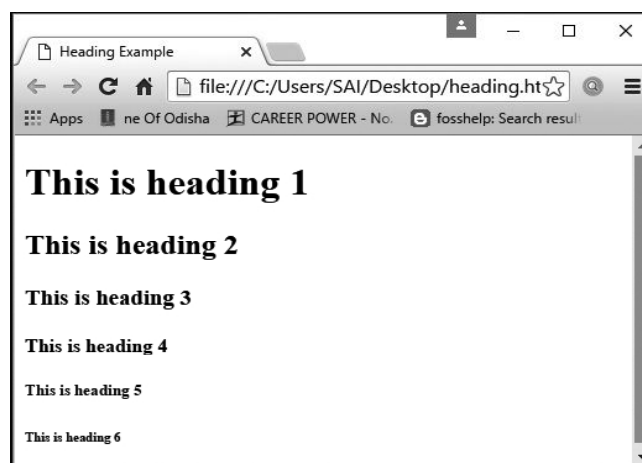 Heading Example
file:///C:/Users/SAI/Desktop/heading.ht
Apps ne Of Odisha CAREER POWER - No. fosshelp: Search result
This is heading 1
This is heading 2
This is heading 3
This is heading 4
This is heading 5
This is heading 6